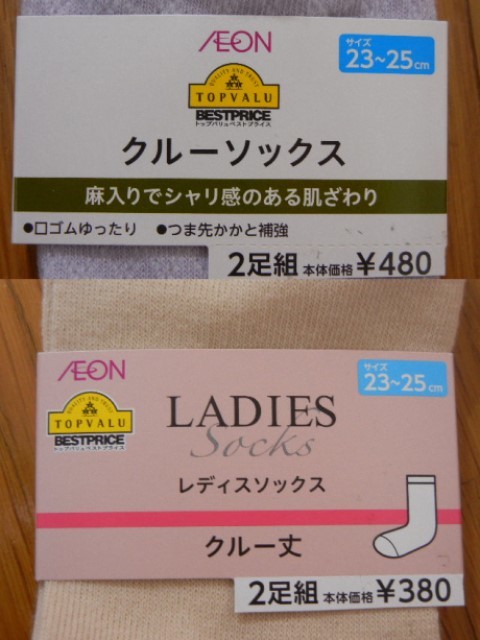 ÆON
サイズ
23~25cm
QUALITY AND TRUST
TOPVALU
BESTPRICE
トップバリュベストプライス
クルーソックス
麻入りでシャリ感のある肌ざわり
●口ゴムゆったり ●つま先かかと補強
2足組 本体価格 ¥480
ÆON
サイズ
23~25cm
QUALITY AND TRUST
TOPVALU
BESTPRICE
トップバリュベストプライス
LADIES
Socks
レディスソックス
クルー丈
2足組 本体価格 ¥380